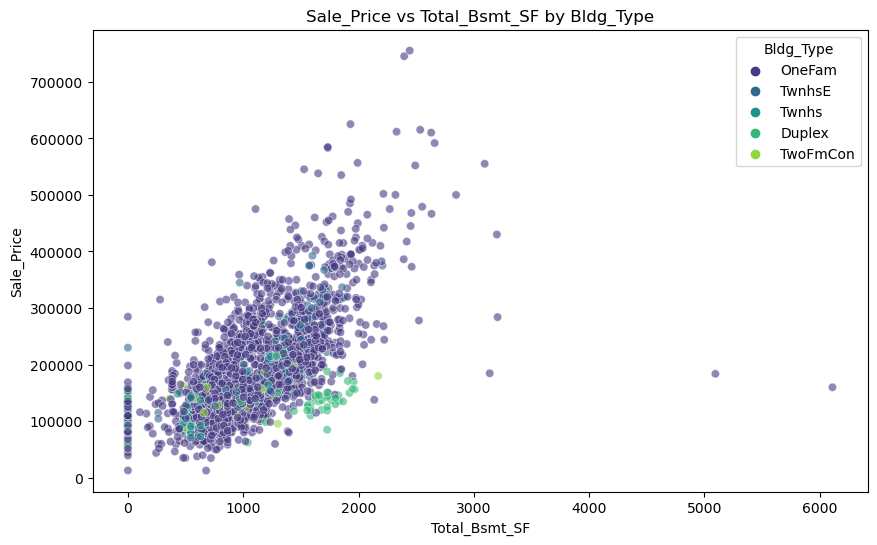 Sale_Price vs Total_Bsmt_SF by Bldg_Type
Bldg_Type
OneFam
TwnhsE
Twnhs
Duplex
TwoFmCon
Sale_Price
700000
600000
500000
400000
300000
200000
100000
0
0 1000 2000 3000 4000 5000 6000
Total_Bsmt_SF